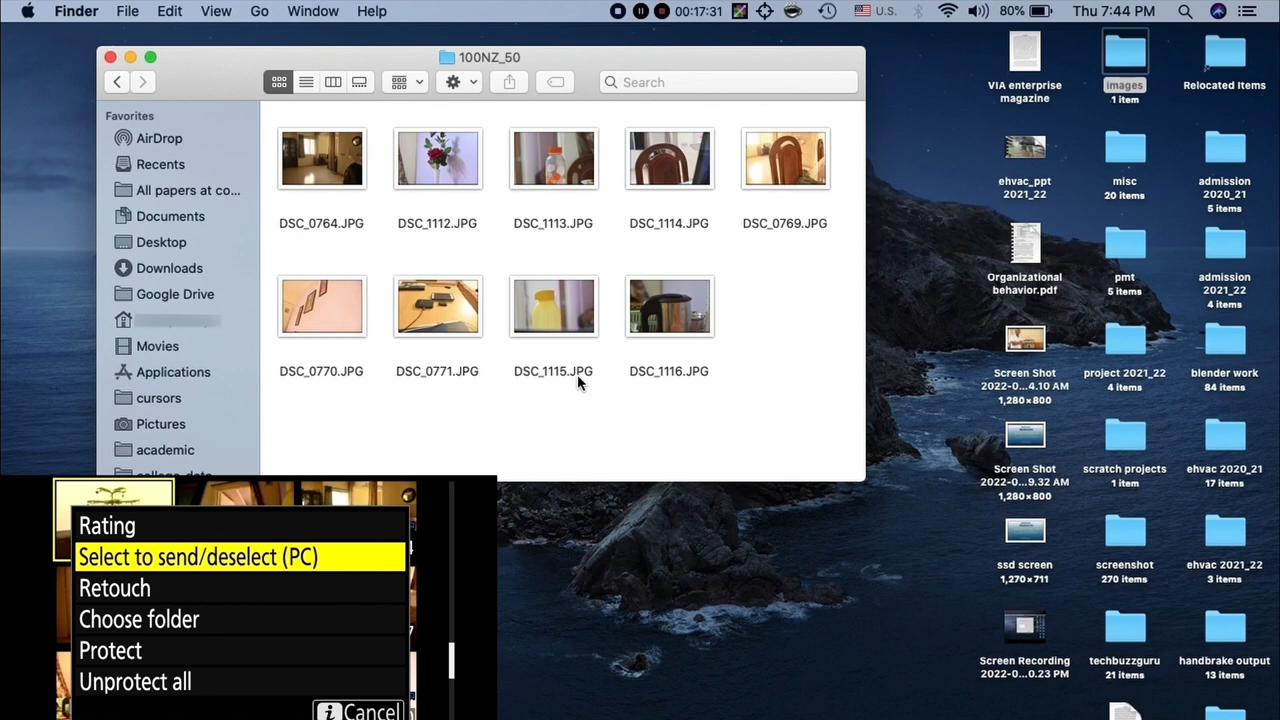 Finder File Edit View Go Window Help 00:17:31 U.S. 80% Thu 7:44 PM
100NZ_50
Search
Favorites
AirDrop
Recents
All papers at co...
Documents
Desktop
Downloads
Google Drive
Movies
Applications
cursors
Pictures
academic
DSC_0764.JPG DSC_1112.JPG DSC_1113.JPG DSC_1114.JPG DSC_0769.JPG
DSC_0770.JPG DSC_0771.JPG DSC_1115.JPG DSC_1116.JPG
VIA enterprise
magazine
images
1 item
Relocated Items
ehvac_ppt
2021_22
misc
20 items
admission
2020_21
5 items
Organizational
behavior.pdf
pmt
5 items
admission
2021_22
4 items
Screen Shot
2022-0...4.10 AM
1,280×800
project 2021_22
4 items
blender work
84 items
Screen Shot
2022-0...9.32 AM
1,280×800
scratch projects
1 item
ehvac 2020_21
17 items
ssd screen
1,270×711
screenshot
270 items
ehvac 2021_22
3 items
Screen Recording
2022-0...0.23 PM
techbuzzguru
21 items
handbrake output
13 items
Rating
Select to send/deselect (PC)
Retouch
Choose folder
Protect
Unprotect all
i Cancel